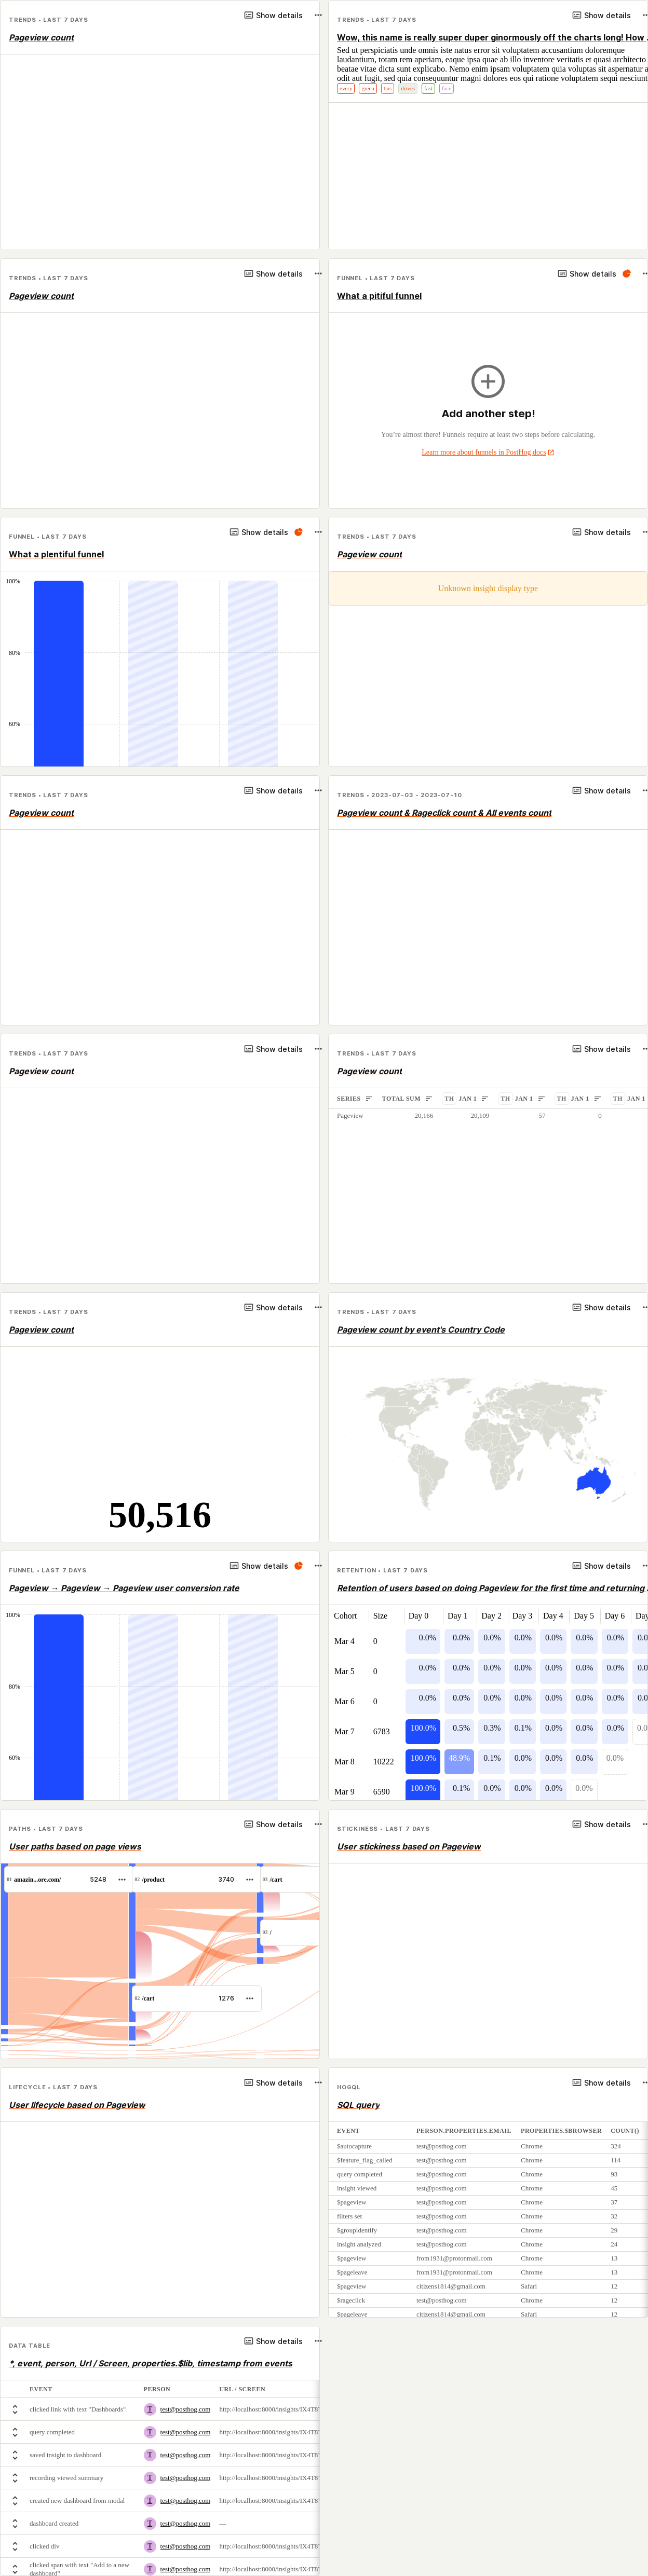 TRENDS • LAST 7 DAYS
Show details
Pageview count
TRENDS • LAST 7 DAYS
Show details
Wow, this name is really super duper ginormously off the charts long! How
Sed ut perspiciatis unde omnis iste natus error sit voluptatem accusantium doloremque
laudantium, totam rem aperiam, eaque ipsa quae ab illo inventore veritatis et quasi architecto
beatae vitae dicta sunt explicabo. Nemo enim ipsam voluptatem quia voluptas sit aspernatur a
odit aut fugit, sed quia consequuntur magni dolores eos qui ratione voluptatem sequi nesciunt
every green bus drives fast face
TRENDS • LAST 7 DAYS
Show details
Pageview count
FUNNEL • LAST 7 DAYS
Show details
What a pitiful funnel
Add another step!
You're almost there! Funnels require at least two steps before calculating.
Learn more about funnels in PostHog docs
FUNNEL • LAST 7 DAYS
Show details
What a plentiful funnel
100%
80%
60%
TRENDS • LAST 7 DAYS
Show details
Pageview count
Unknown insight display type
TRENDS • LAST 7 DAYS
Show details
Pageview count
TRENDS • 2023-07-03 - 2023-07-10
Show details
Pageview count & Rageclick count & All events count
TRENDS • LAST 7 DAYS
Show details
Pageview count
TRENDS • LAST 7 DAYS
Show details
Pageview count
SERIES TOTAL SUM TH JAN 1 TH JAN 1 TH JAN 1 TH JAN 1
Pageview 20,166 20,109 57 0
TRENDS • LAST 7 DAYS
Show details
Pageview count
50,516
TRENDS • LAST 7 DAYS
Show details
Pageview count by event's Country Code
FUNNEL • LAST 7 DAYS
Show details
Pageview → Pageview → Pageview user conversion rate
100%
80%
60%
RETENTION • LAST 7 DAYS
Show details
Retention of users based on doing Pageview for the first time and returning
Cohort Size Day 0 Day 1 Day 2 Day 3 Day 4 Day 5 Day 6 Day
Mar 4 0 0.0% 0.0% 0.0% 0.0% 0.0% 0.0% 0.0% 0.0
Mar 5 0 0.0% 0.0% 0.0% 0.0% 0.0% 0.0% 0.0% 0.0
Mar 6 0 0.0% 0.0% 0.0% 0.0% 0.0% 0.0% 0.0% 0.0
Mar 7 6783 100.0% 0.5% 0.3% 0.1% 0.0% 0.0% 0.0% 0.0
Mar 8 10222 100.0% 48.9% 0.1% 0.0% 0.0% 0.0% 0.0%
Mar 9 6590 100.0% 0.1% 0.0% 0.0% 0.0% 0.0%
PATHS • LAST 7 DAYS
Show details
User paths based on page views
01 amazin...ore.com/ 5248
02 /product 3740
03 /cart
03 /
02 /cart 1276
STICKINESS • LAST 7 DAYS
Show details
User stickiness based on Pageview
LIFECYCLE • LAST 7 DAYS
Show details
User lifecycle based on Pageview
HOGQL
Show details
SQL query
EVENT PERSON.PROPERTIES.EMAIL PROPERTIES.$BROWSER COUNT()
$autocapture test@posthog.com Chrome 324
$feature_flag_called test@posthog.com Chrome 114
query completed test@posthog.com Chrome 93
insight viewed test@posthog.com Chrome 45
$pageview test@posthog.com Chrome 37
filters set test@posthog.com Chrome 32
$groupidentify test@posthog.com Chrome 29
insight analyzed test@posthog.com Chrome 24
$pageview from1931@protonmail.com Chrome 13
$pageleave from1931@protonmail.com Chrome 13
$pageview citizens1814@gmail.com Safari 12
$rageclick test@posthog.com Chrome 12
$pageleave citizens1814@gmail.com Safari 12
DATA TABLE
Show details
*, event, person, Url / Screen, properties.$lib, timestamp from events
EVENT PERSON URL / SCREEN
clicked link with text "Dashboards" T test@posthog.com http://localhost:8000/insights/IX4T8
query completed T test@posthog.com http://localhost:8000/insights/IX4T8
saved insight to dashboard T test@posthog.com http://localhost:8000/insights/IX4T8
recording viewed summary T test@posthog.com http://localhost:8000/insights/IX4T8
created new dashboard from modal T test@posthog.com http://localhost:8000/insights/IX4T8
dashboard created T test@posthog.com —
clicked div T test@posthog.com http://localhost:8000/insights/IX4T8
clicked span with text "Add to a new
dashboard" T test@posthog.com http://localhost:8000/insights/IX4T8